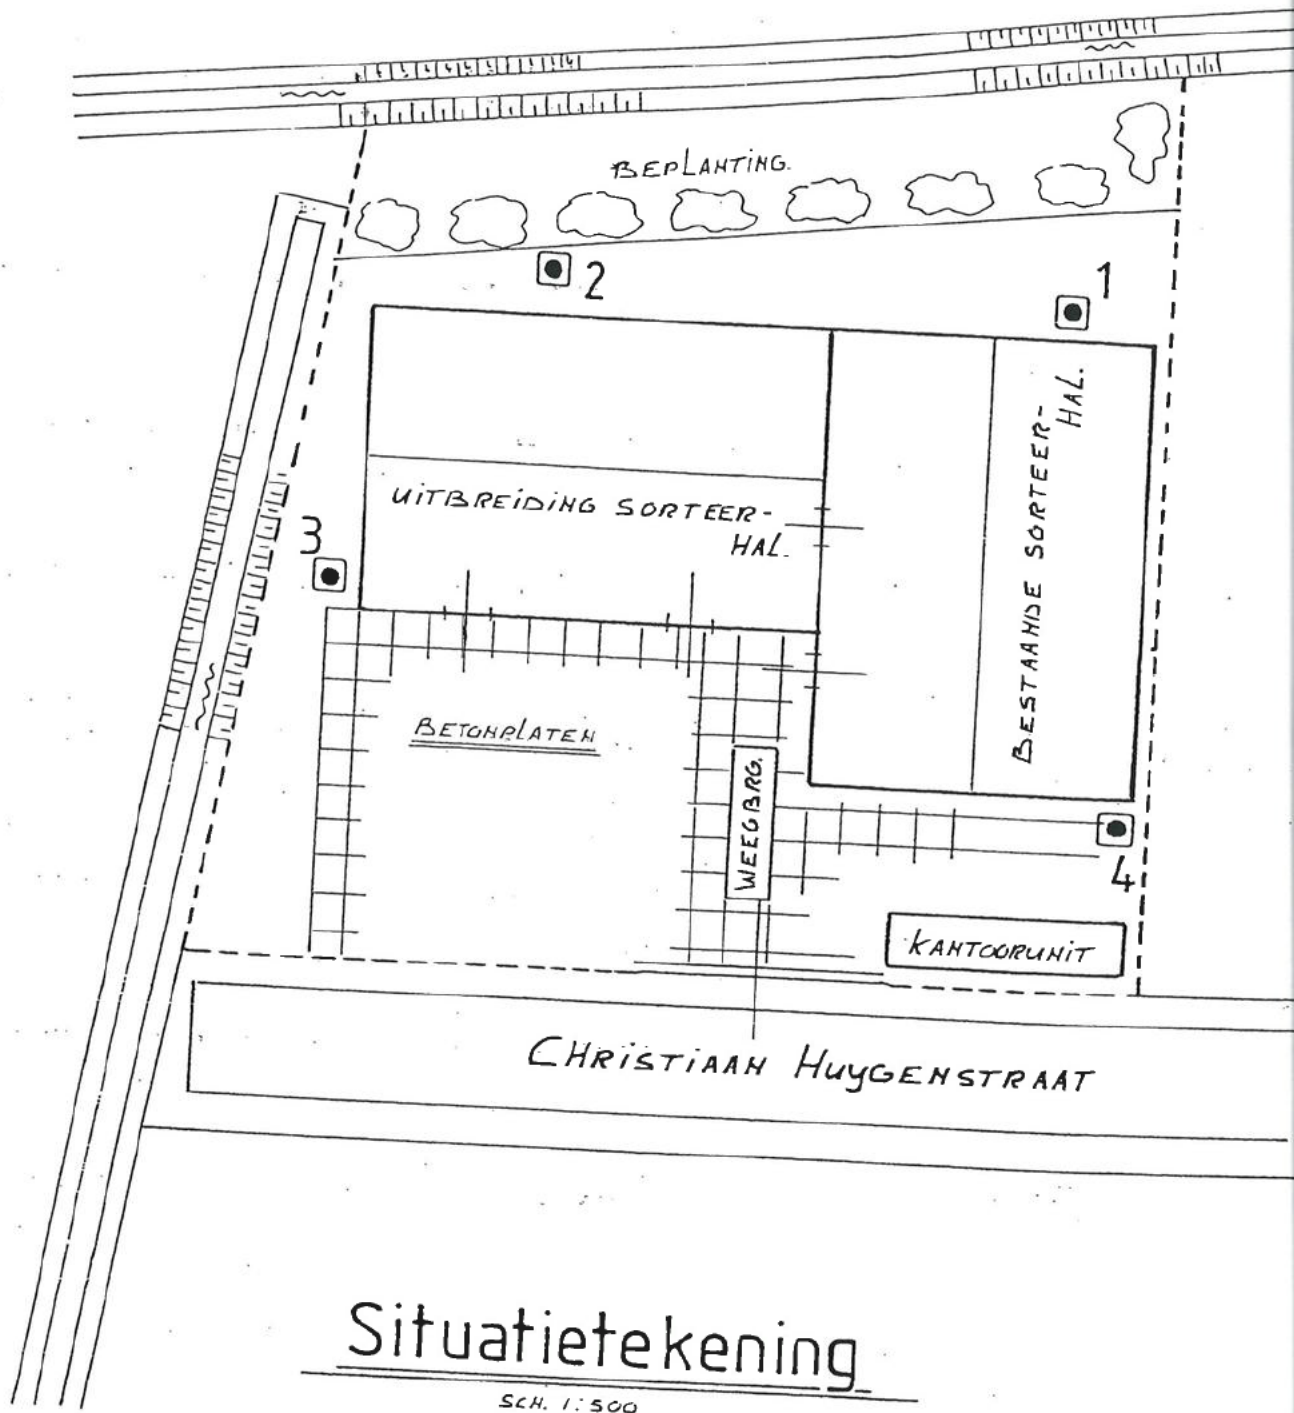 BEPLANTING.
2
1
UITBREIDING SORTEER-
HAL.
BESTAANDE SORTEER-
HAL.
3
BETONPLATEN
WEEGBRG.
4
KANTOORUNIT
CHRISTIAAN HUYGENSTRAAT
Situatietekening
SCH. 1:500